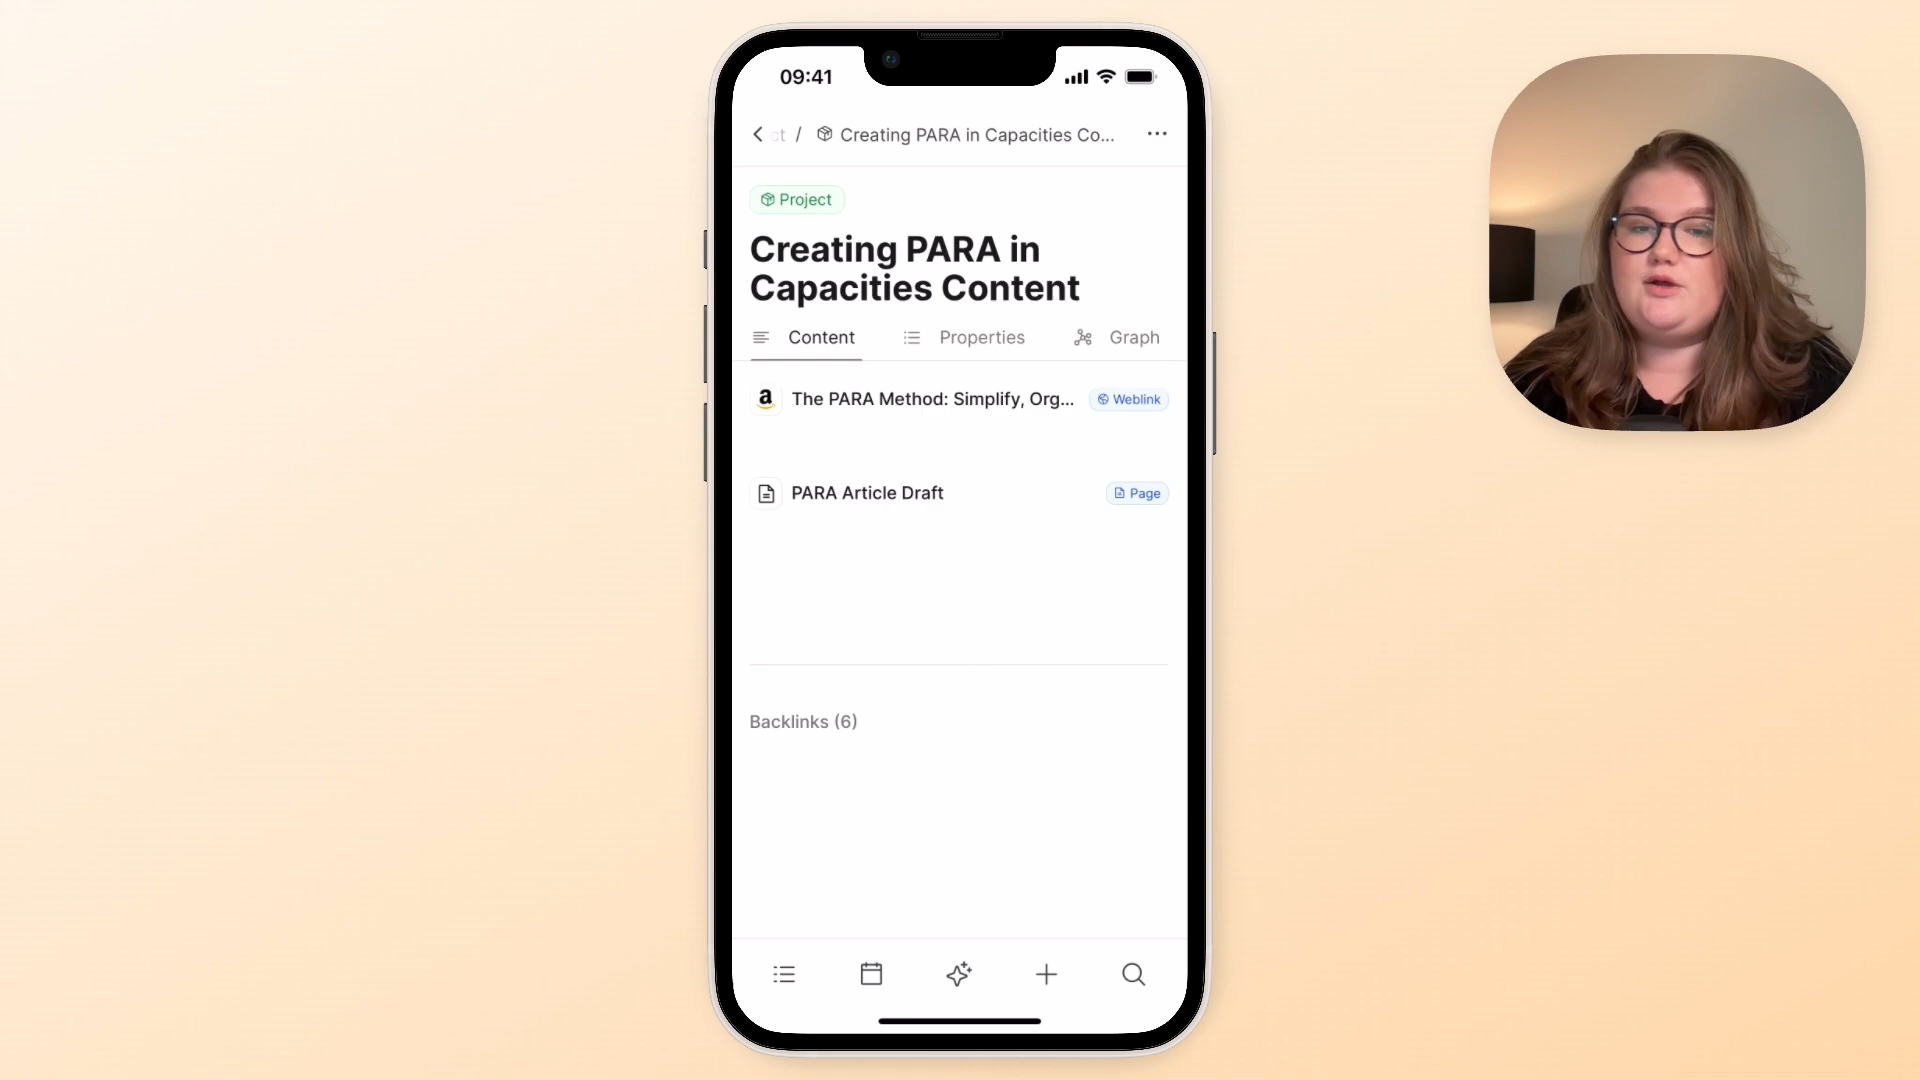 09:41
ct / Creating PARA in Capacities Co...
Project
Creating PARA in
Capacities Content
Content Properties Graph
The PARA Method: Simplify, Org... Weblink
PARA Article Draft Page
Backlinks (6)